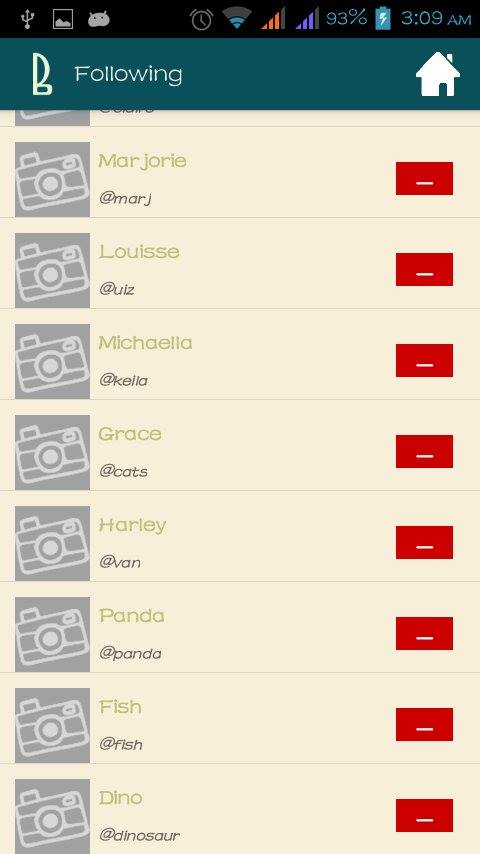 93%
3:09 AM
Following
Marjorie
@marj
Louisse
@uiz
Michaella
@keila
Grace
@cats
Harley
@van
Panda
@panda
Fish
@fish
Dino
@dinosaur